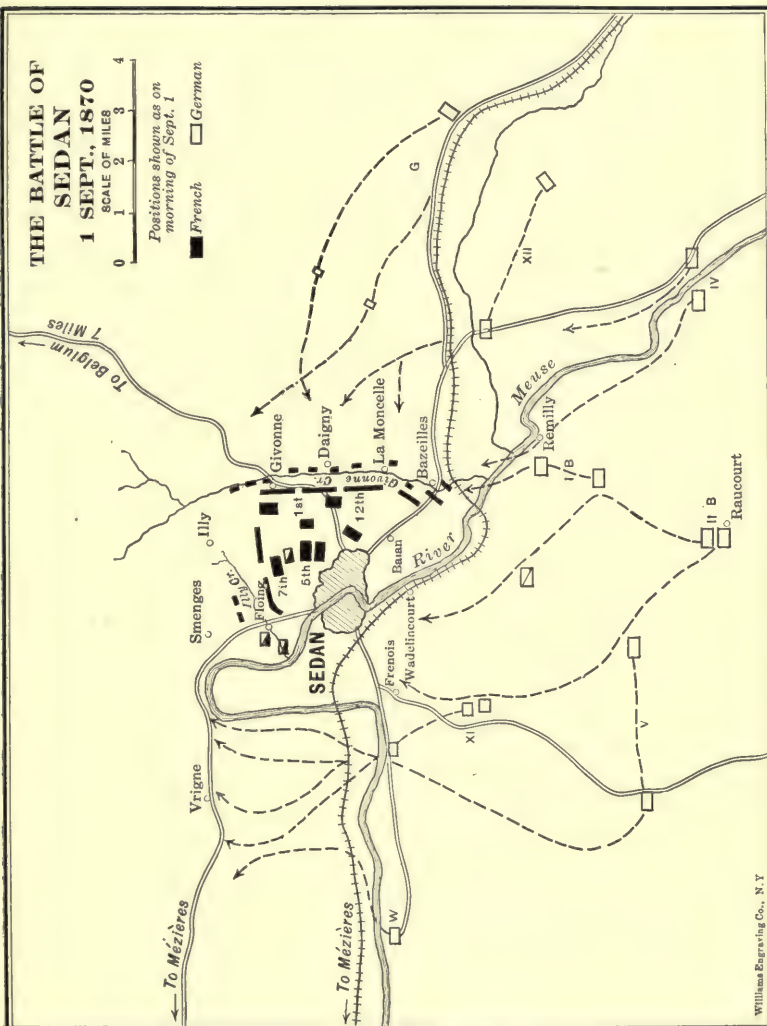 THE BATTLE OF
SEDAN
1 SEPT., 1870
SCALE OF MILES
0 1 2 3 4
Positions shown as on
morning of Sept. 1
French German
To Belgium
7 Miles
Givonne
Daigny
La Moncelle
Bazeilles
Givonne
Cr.
1st
12th
5th
7th
Illy
Illy Cr.
Floing
Smenges
SEDAN
Balan
River
Meuse
Remilly
Wadelincourt
Frenois
Vrigne
To Mézières
To Mézières
G
XII
IV
I B
II B
Raucourt
V
XI
W
Williams Engraving Co., N.Y